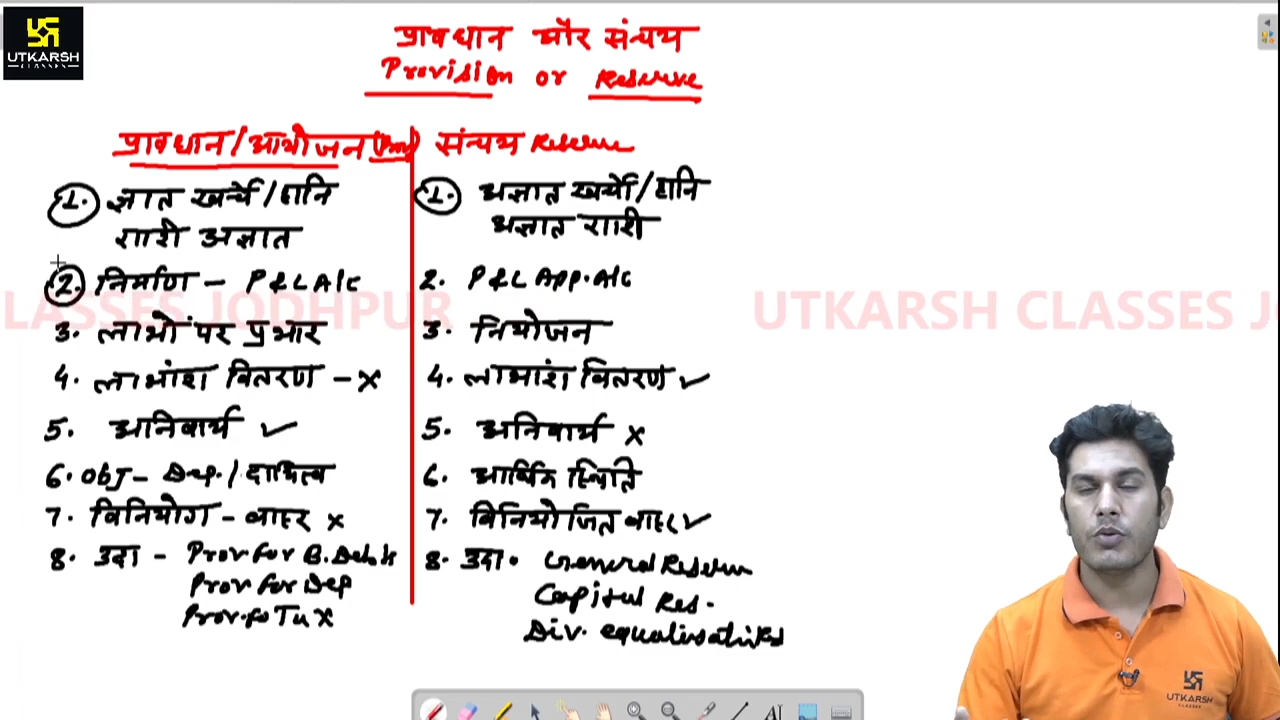 UTKARSH
CLASSES
प्रावधान और संचय
Provision or Reserve
प्रावधान/आयोजन (Prov)
ज्ञात खर्चे/हानि
1.
राशी अज्ञात
2. निर्माण - P&L A/c
3. लाभों पर प्रभार
4. लाभांश वितरण - x
5. अनिवार्य ✓
6. Obj - Dep./दायित्व
7. विनियोग - बाहर x
8. उदा - Prov for B.Debts
Prov for Dep
Prov. fo Tax
संचय Reserve
1. अज्ञात खर्चो/हानि
अज्ञात राशी
2. P&L App. A/c
3. नियोजन
4. लाभांश वितरण ✓
5. अनिवार्य x
6. आर्थिक स्थिति
7. विनियोजित बाहर ✓
8. उदा. General Reserve
Capital Res.
Div. equalisation Res
LASSES JODHPUR
UTKARSH CLASSES J
UTKARSH
CLASSES